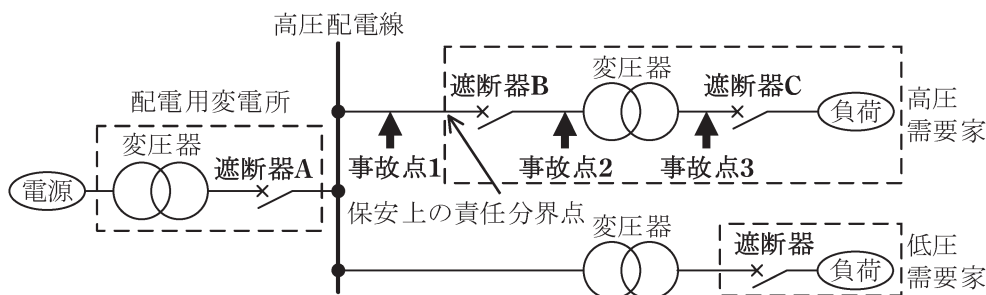 高圧配電線
変圧器
遮断器B
遮断器C
負荷
高圧
需要家
配電用変電所
変圧器
遮断器A
電源
事故点1
事故点2
事故点3
保安上の責任分界点
変圧器
遮断器
負荷
低圧
需要家